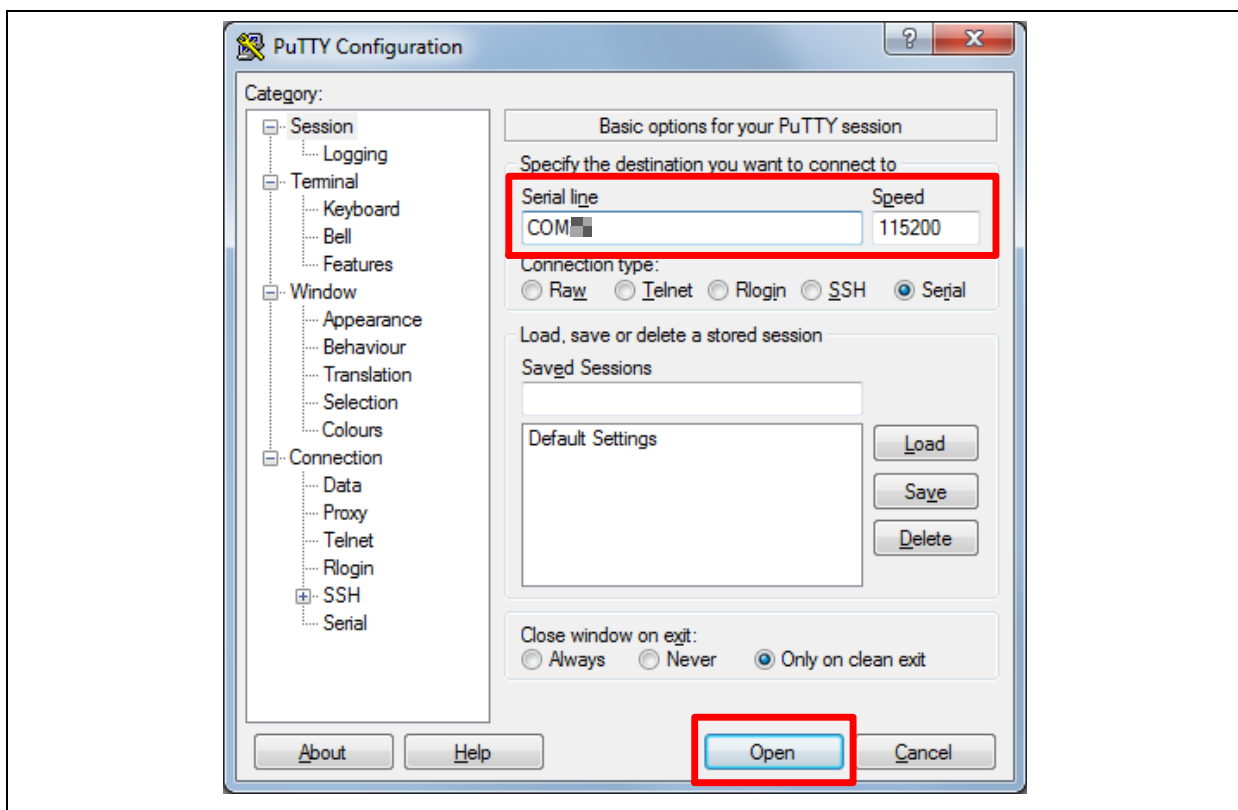 PuTTY Configuration
Category:
Session
Logging
Terminal
Keyboard
Bell
Features
Window
Appearance
Behaviour
Translation
Selection
Colours
Connection
Data
Proxy
Telnet
Rlogin
SSH
Serial
Basic options for your PuTTY session
Specify the destination you want to connect to
Serial line Speed
COM 115200
Connection type:
Raw Telnet Rlogin SSH Serial
Load, save or delete a stored session
Saved Sessions
Default Settings
Load
Save
Delete
Close window on exit:
Always Never Only on clean exit
About Help Open Cancel